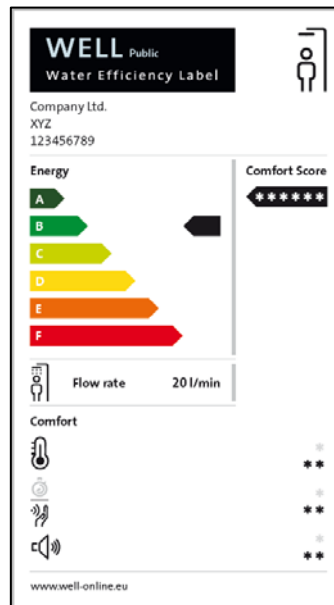 WELL Public
Water Efficiency Label
Company Ltd.
XYZ
123456789
Energy
Comfort Score
A
******
B
C
D
E
F
Flow rate 20 l/min
Comfort
*
**
*
**
*
**
www.well-online.eu